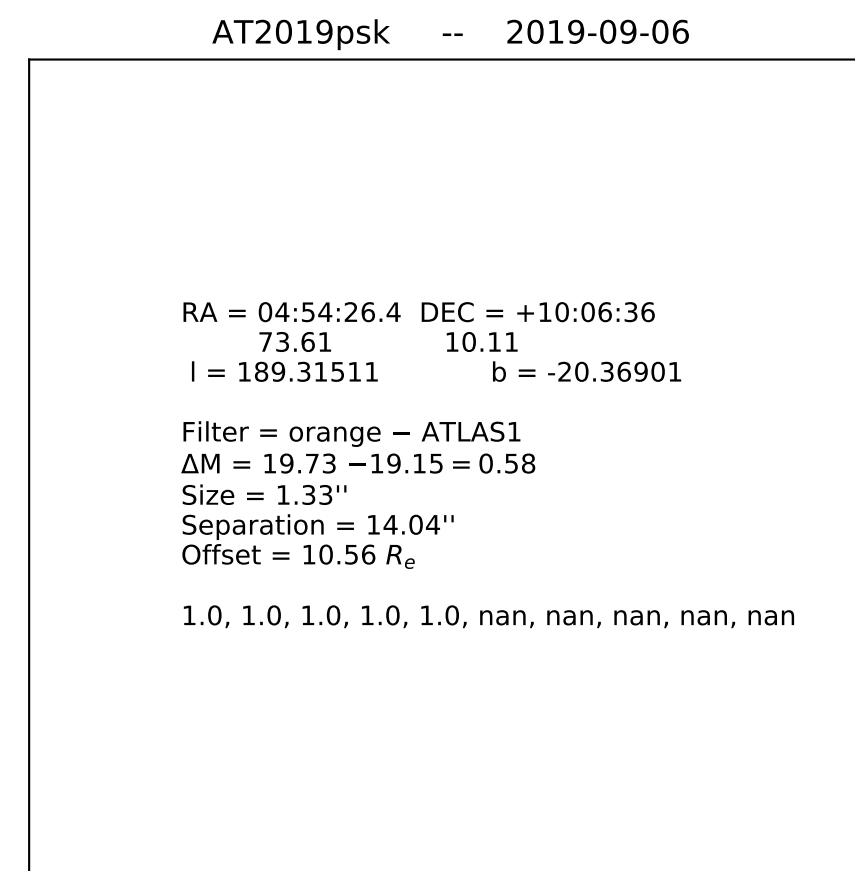 AT2019psk -- 2019-09-06
RA = 04:54:26.4 DEC = +10:06:36
73.61 10.11
l = 189.31511 b = -20.36901
Filter = orange − ATLAS1
ΔM = 19.73 −19.15 = 0.58
Size = 1.33''
Separation = 14.04''
Offset = 10.56 Rₑ
1.0, 1.0, 1.0, 1.0, 1.0, nan, nan, nan, nan, nan